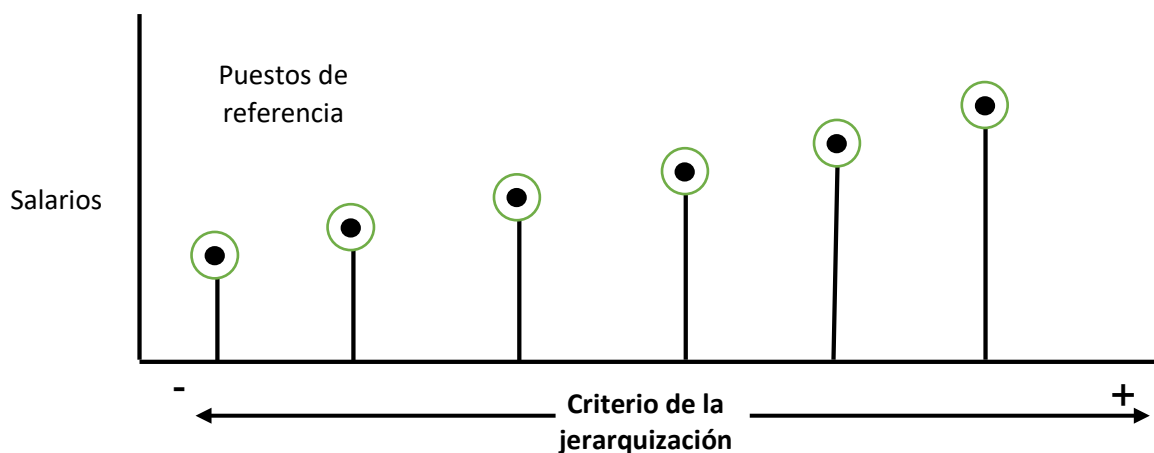 Puestos de
referencia
Salarios
-
+
Criterio de la
jerarquización